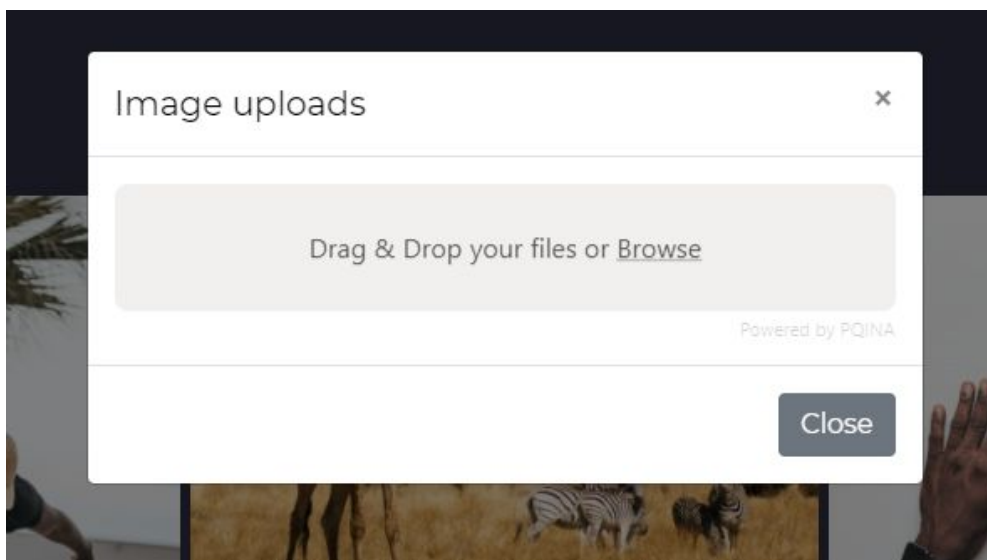 Image uploads
×
Drag & Drop your files or Browse
Powered by PQINA
Close